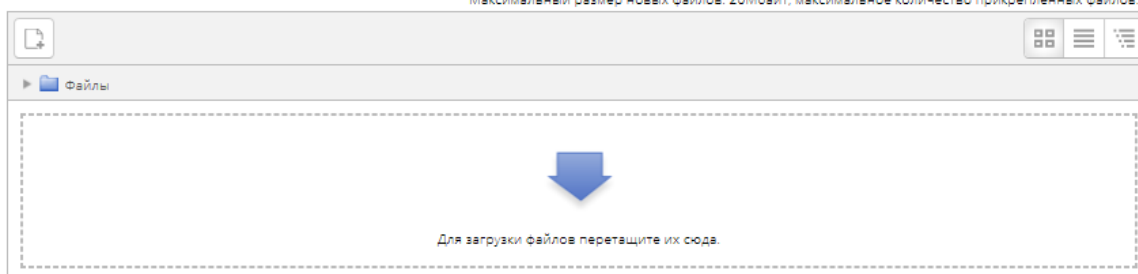 Максимальный размер новых файлов: 20Мбайт, максимальное количество прикрепленных файлов:
Файлы
Для загрузки файлов перетащите их сюда.